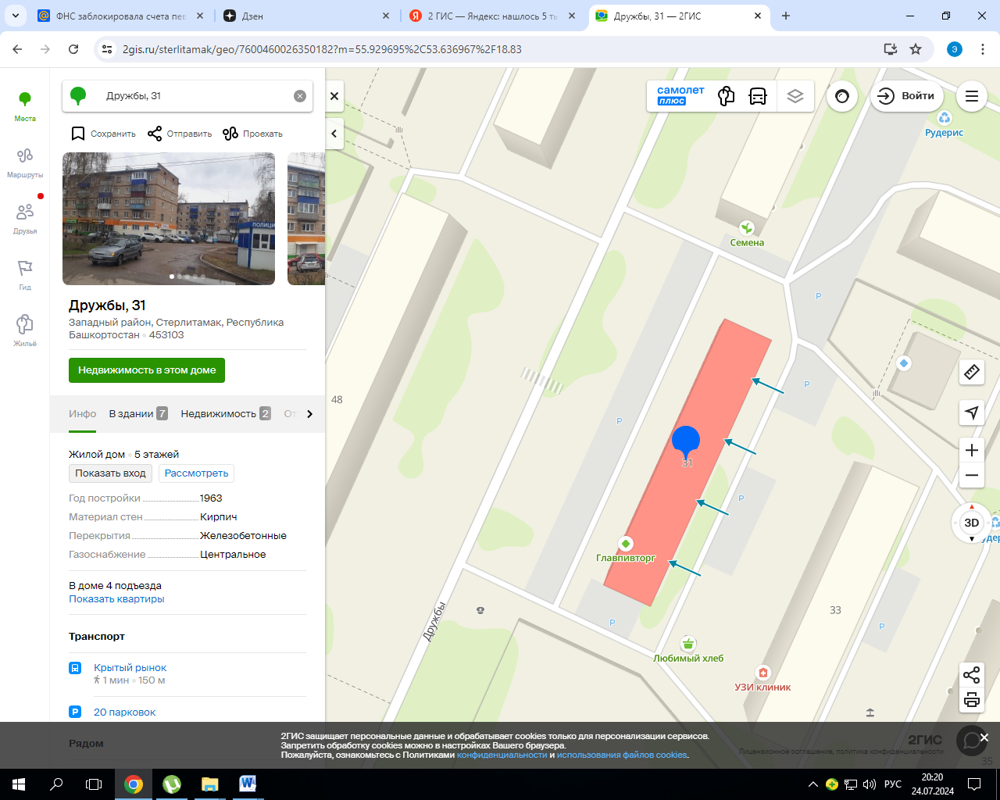 ФНС заблокировала счета пев
Дзен
2 ГИС — Яндекс: нашлось 5 ты
Дружбы, 31 — 2ГИС
2gis.ru/sterlitamak/geo/7600460026350182?m=55.929695%2C53.636967%2F18.83
Э
Места
Маршруты
Друзья
Гид
Жильё
Дружбы, 31
Сохранить
Отправить
Проехать
ПОЛИЦИ
Дружбы, 31
Западный район, Стерлитамак, Республика
Башкортостан • 453103
Недвижимость в этом доме
Инфо
В здании 7
Недвижимость 2
От
Жилой дом • 5 этажей
Показать вход
Рассмотреть
Год постройки 1963
Материал стен Кирпич
Перекрытия Железобетонные
Газоснабжение Центральное
В доме 4 подъезда
Показать квартиры
Транспорт
Крытый рынок
1 мин • 150 м
P
20 парковок
Рядом
самолет
плюс
Войти
Рудерис
Семена
P
48
P
P
31
P
Главпивторг
3D
Рудер
Дружбы
P
33
P
Любимый хлеб
УЗИ клиник
2ГИС
Лицензионное соглашение, политика конфиденциальности
35
2ГИС защищает персональные данные и обрабатывает cookies только для персонализации сервисов.
Запретить обработку cookies можно в настройках Вашего браузера.
Пожалуйста, ознакомьтесь с Политиками конфиденциальности и использования файлов cookies.
РУС
20:20
24.07.2024